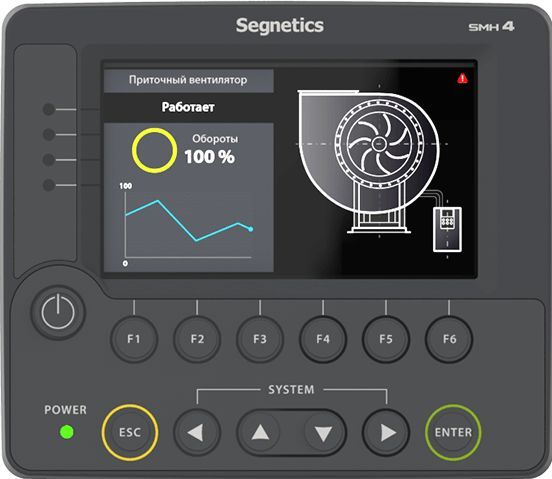 Segnetics
SMH 4
Приточный вентилятор
Работает
Обороты
100 %
100
0
F1
F2
F3
F4
F5
F6
SYSTEM
POWER
ESC
ENTER